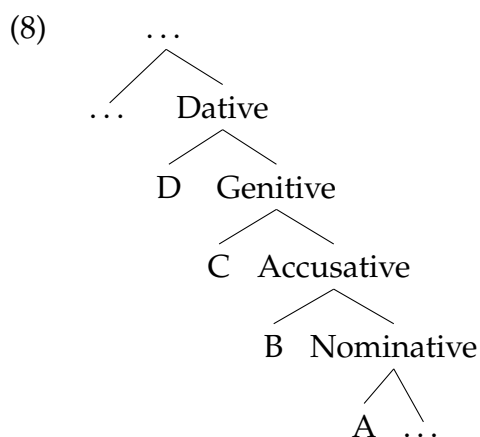 (8) ...
... Dative
D Genitive
C Accusative
B Nominative
A ...